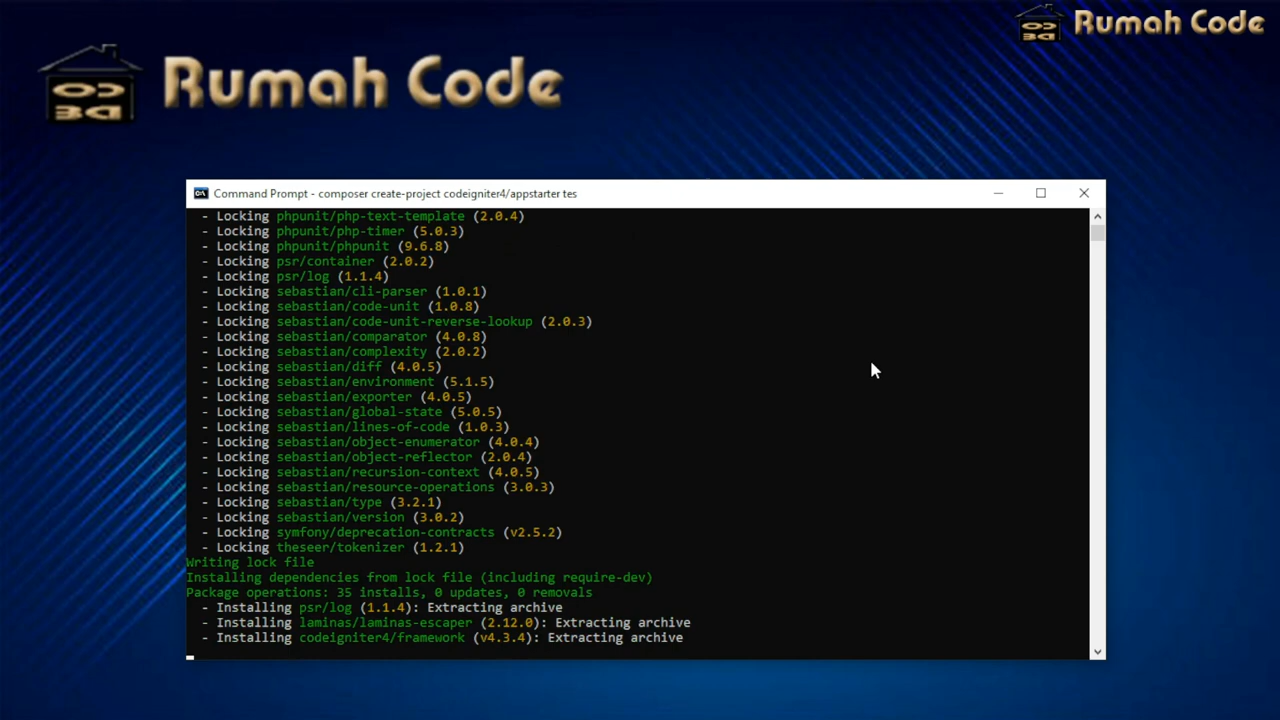 Rumah Code
Rumah Code
Command Prompt - composer create-project codeigniter4/appstarter tes
- Locking phpunit/php-text-template (2.0.4)
- Locking phpunit/php-timer (5.0.3)
- Locking phpunit/phpunit (9.6.8)
- Locking psr/container (2.0.2)
- Locking psr/log (1.1.4)
- Locking sebastian/cli-parser (1.0.1)
- Locking sebastian/code-unit (1.0.8)
- Locking sebastian/code-unit-reverse-lookup (2.0.3)
- Locking sebastian/comparator (4.0.8)
- Locking sebastian/complexity (2.0.2)
- Locking sebastian/diff (4.0.5)
- Locking sebastian/environment (5.1.5)
- Locking sebastian/exporter (4.0.5)
- Locking sebastian/global-state (5.0.5)
- Locking sebastian/lines-of-code (1.0.3)
- Locking sebastian/object-enumerator (4.0.4)
- Locking sebastian/object-reflector (2.0.4)
- Locking sebastian/recursion-context (4.0.5)
- Locking sebastian/resource-operations (3.0.3)
- Locking sebastian/type (3.2.1)
- Locking sebastian/version (3.0.2)
- Locking symfony/deprecation-contracts (v2.5.2)
- Locking theseer/tokenizer (1.2.1)
Writing lock file
Installing dependencies from lock file (including require-dev)
Package operations: 35 installs, 0 updates, 0 removals
- Installing psr/log (1.1.4): Extracting archive
- Installing laminas/laminas-escaper (2.12.0): Extracting archive
- Installing codeigniter4/framework (v4.3.4): Extracting archive